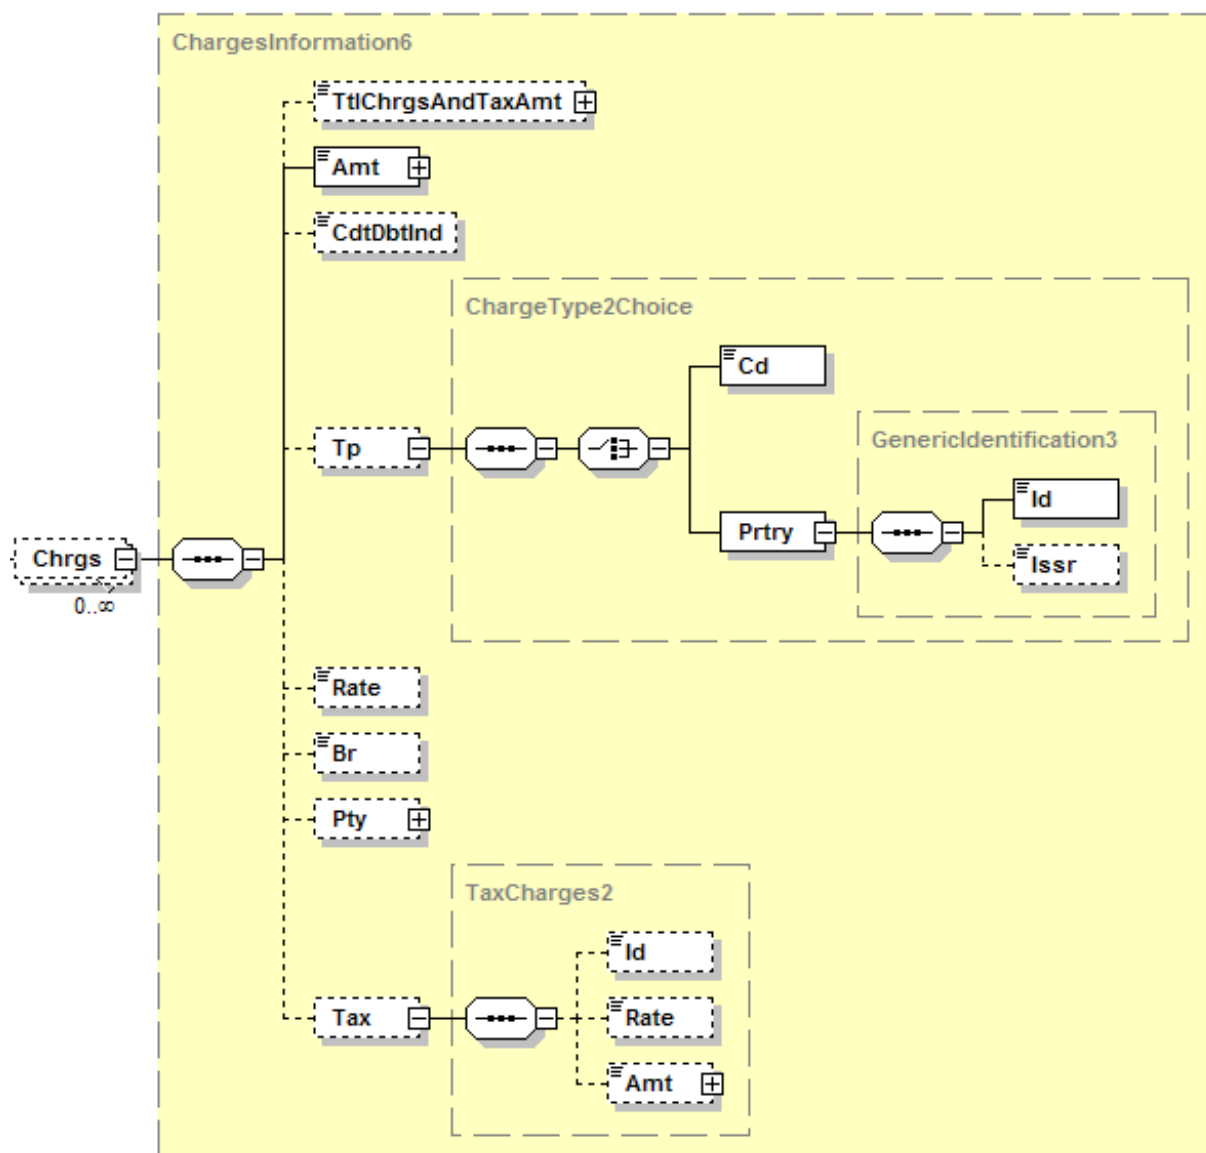 ChargesInformation6
TtlChrgsAndTaxAmt
Amt
CdtDbtInd
ChargeType2Choice
Cd
GenericIdentification3
Tp
Id
Prtry
Issr
Chrgs
0..∞
Rate
Br
Pty
TaxCharges2
Id
Tax
Rate
Amt